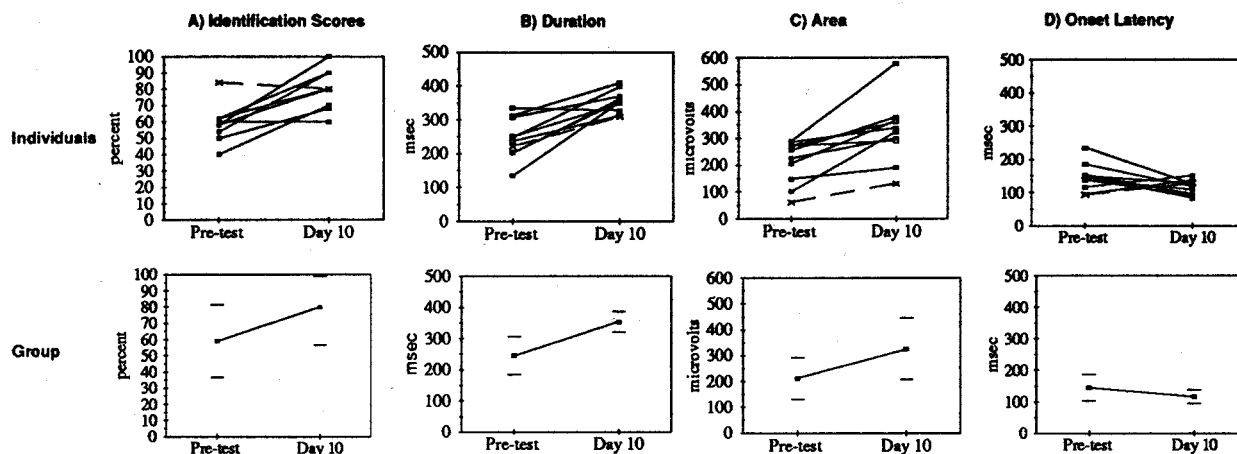 A) Identification Scores
B) Duration
C) Area
D) Onset Latency
Individuals
percent
100
90
80
70
60
50
40
30
20
10
0
Pre-test Day 10
msec
500
400
300
200
100
0
Pre-test Day 10
microvolts
600
500
400
300
200
100
0
Pre-test Day 10
msec
500
400
300
200
100
0
Pre-test Day 10
Group
percent
100
90
80
70
60
50
40
30
20
10
0
Pre-test Day 10
msec
500
400
300
200
100
0
Pre-test Day 10
microvolts
600
500
400
300
200
100
0
Pre-test Day 10
msec
500
400
300
200
100
0
Pre-test Day 10